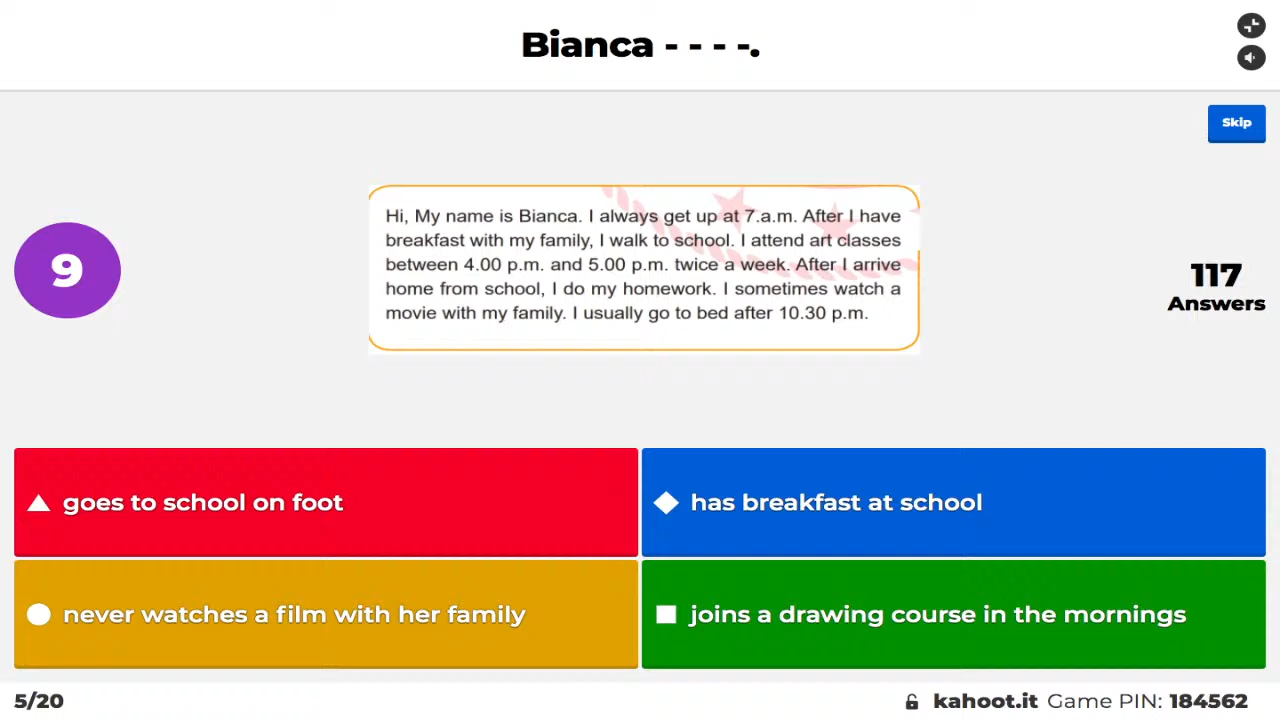 Bianca - - - -.
Skip
Hi, My name is Bianca. I always get up at 7.a.m. After I have
breakfast with my family, I walk to school. I attend art classes
between 4.00 p.m. and 5.00 p.m. twice a week. After I arrive
home from school, I do my homework. I sometimes watch a
movie with my family. I usually go to bed after 10.30 p.m.
9
117
Answers
goes to school on foot
has breakfast at school
never watches a film with her family
joins a drawing course in the mornings
5/20
kahoot.it Game PIN: 184562